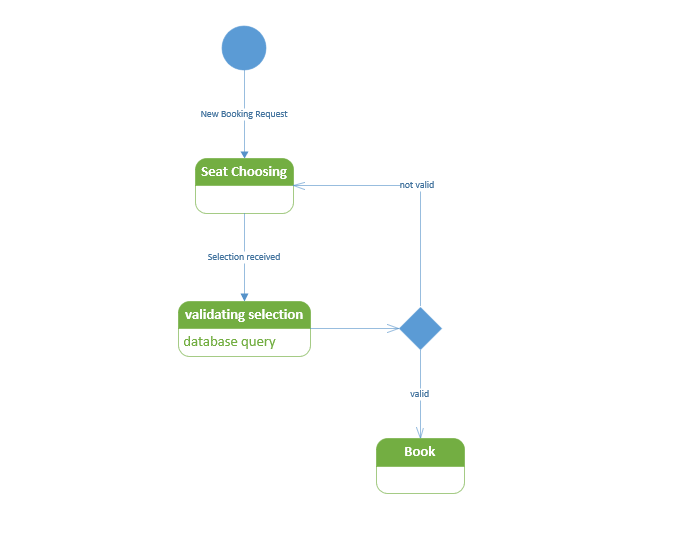 New Booking Request
Seat Choosing
not valid
Selection received
validating selection
database query
valid
Book